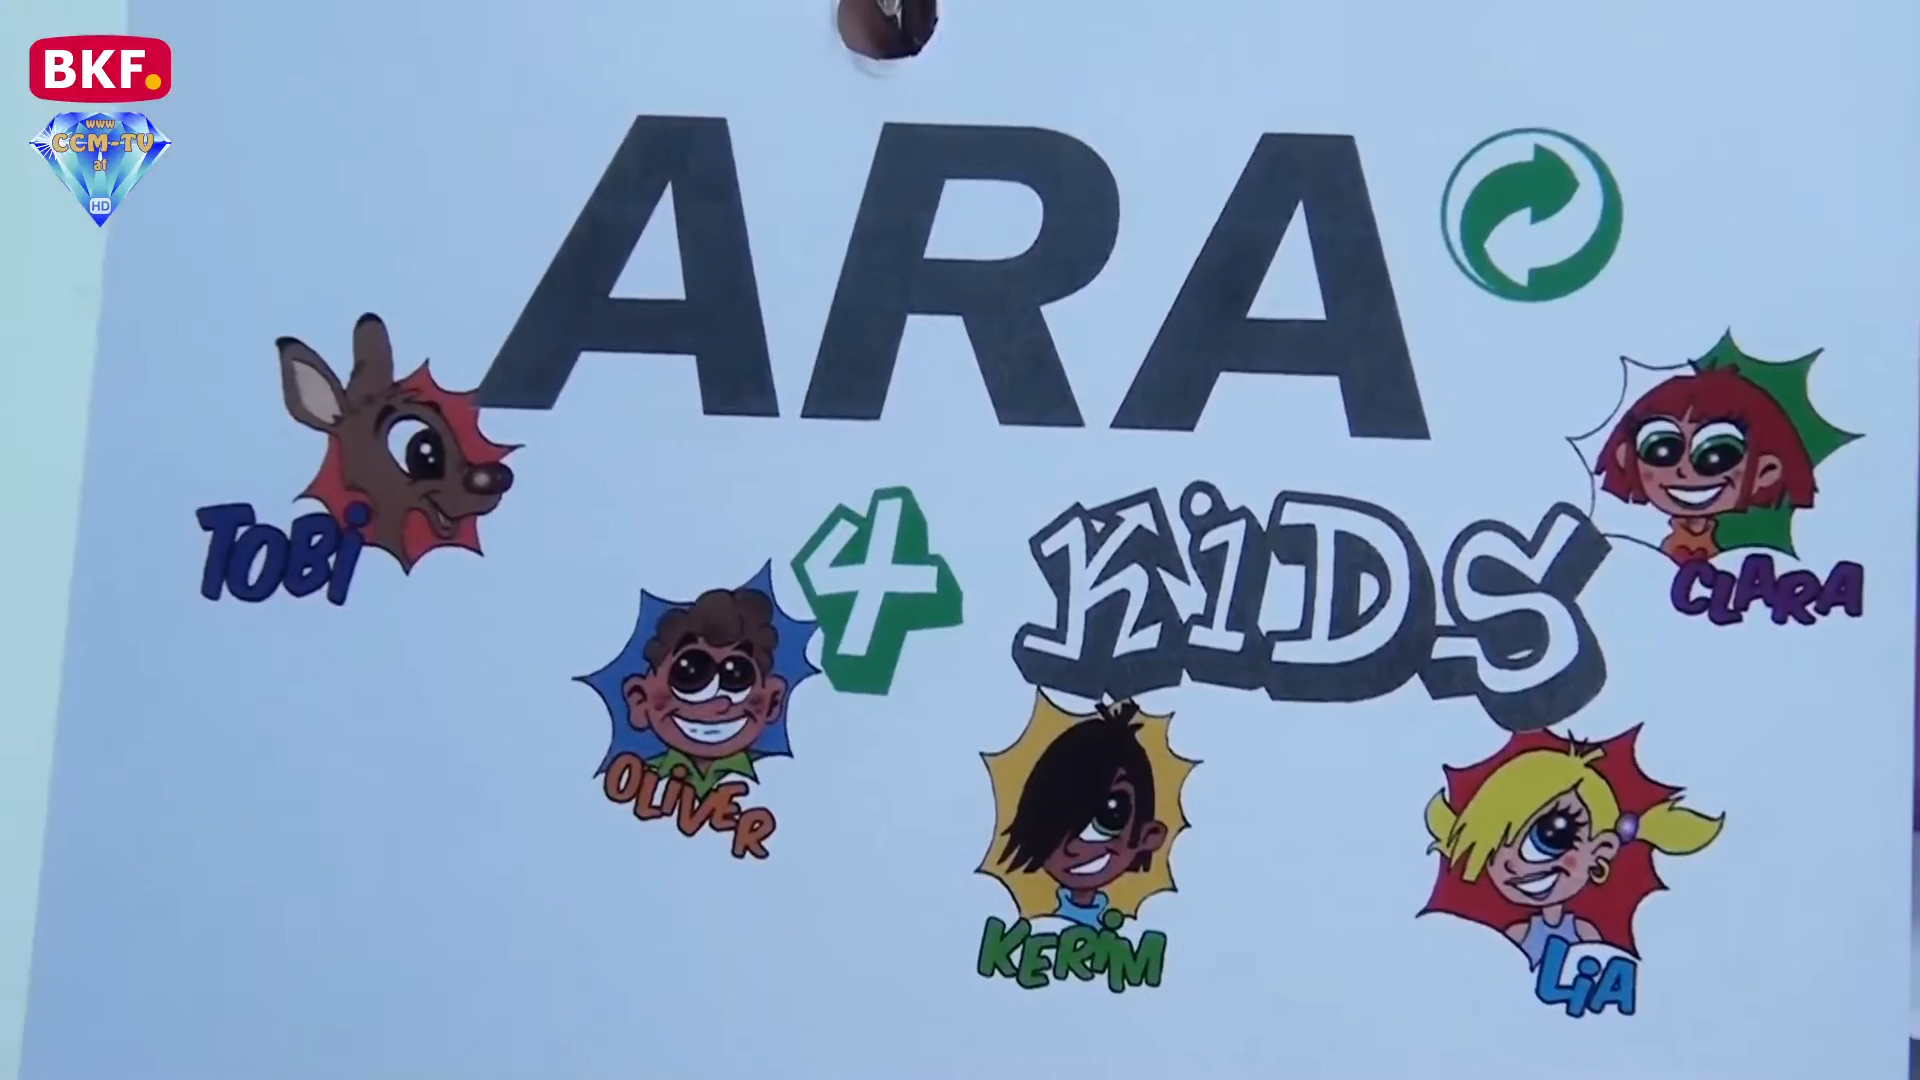 BKF.
www
CCM-TV
at
HD
ARA
4 KiDS
TOBi
OLiVER
KERiM
LiA
CLARA